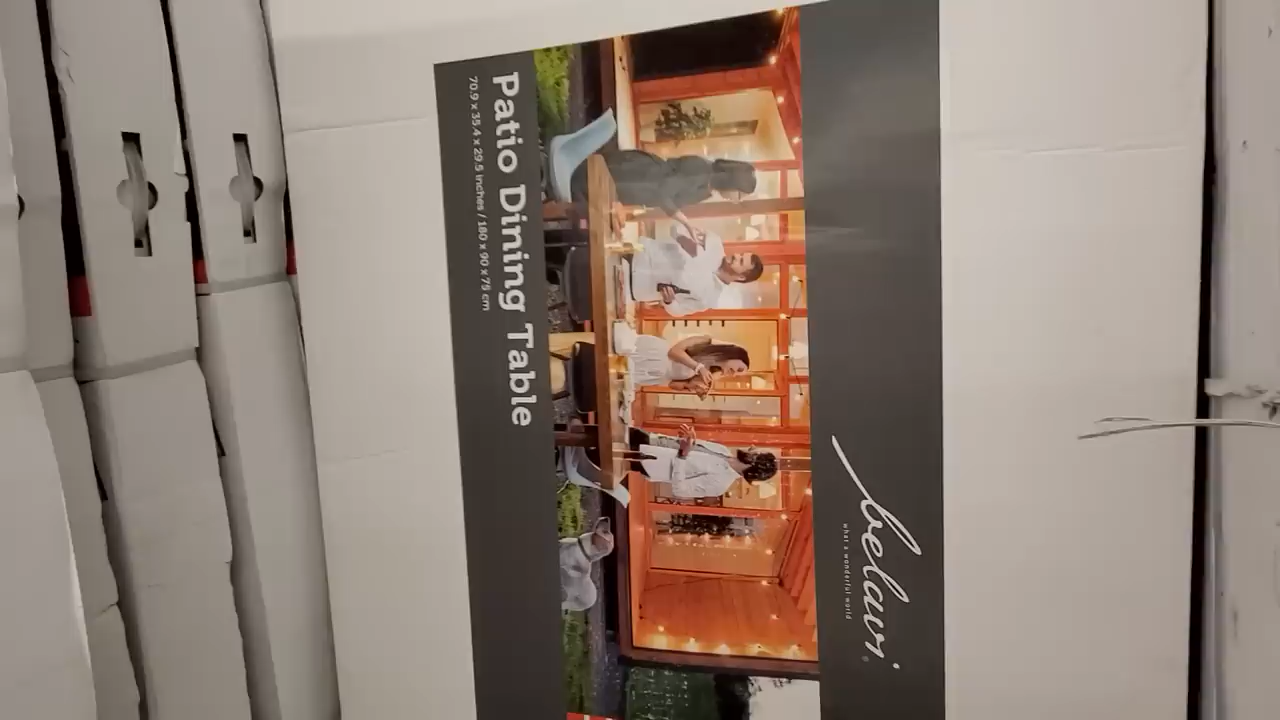 belavi
what a wonderful world
Patio Dining Table
70.9 x 35.4 x 29.5 inches / 180 x 90 x 75 cm